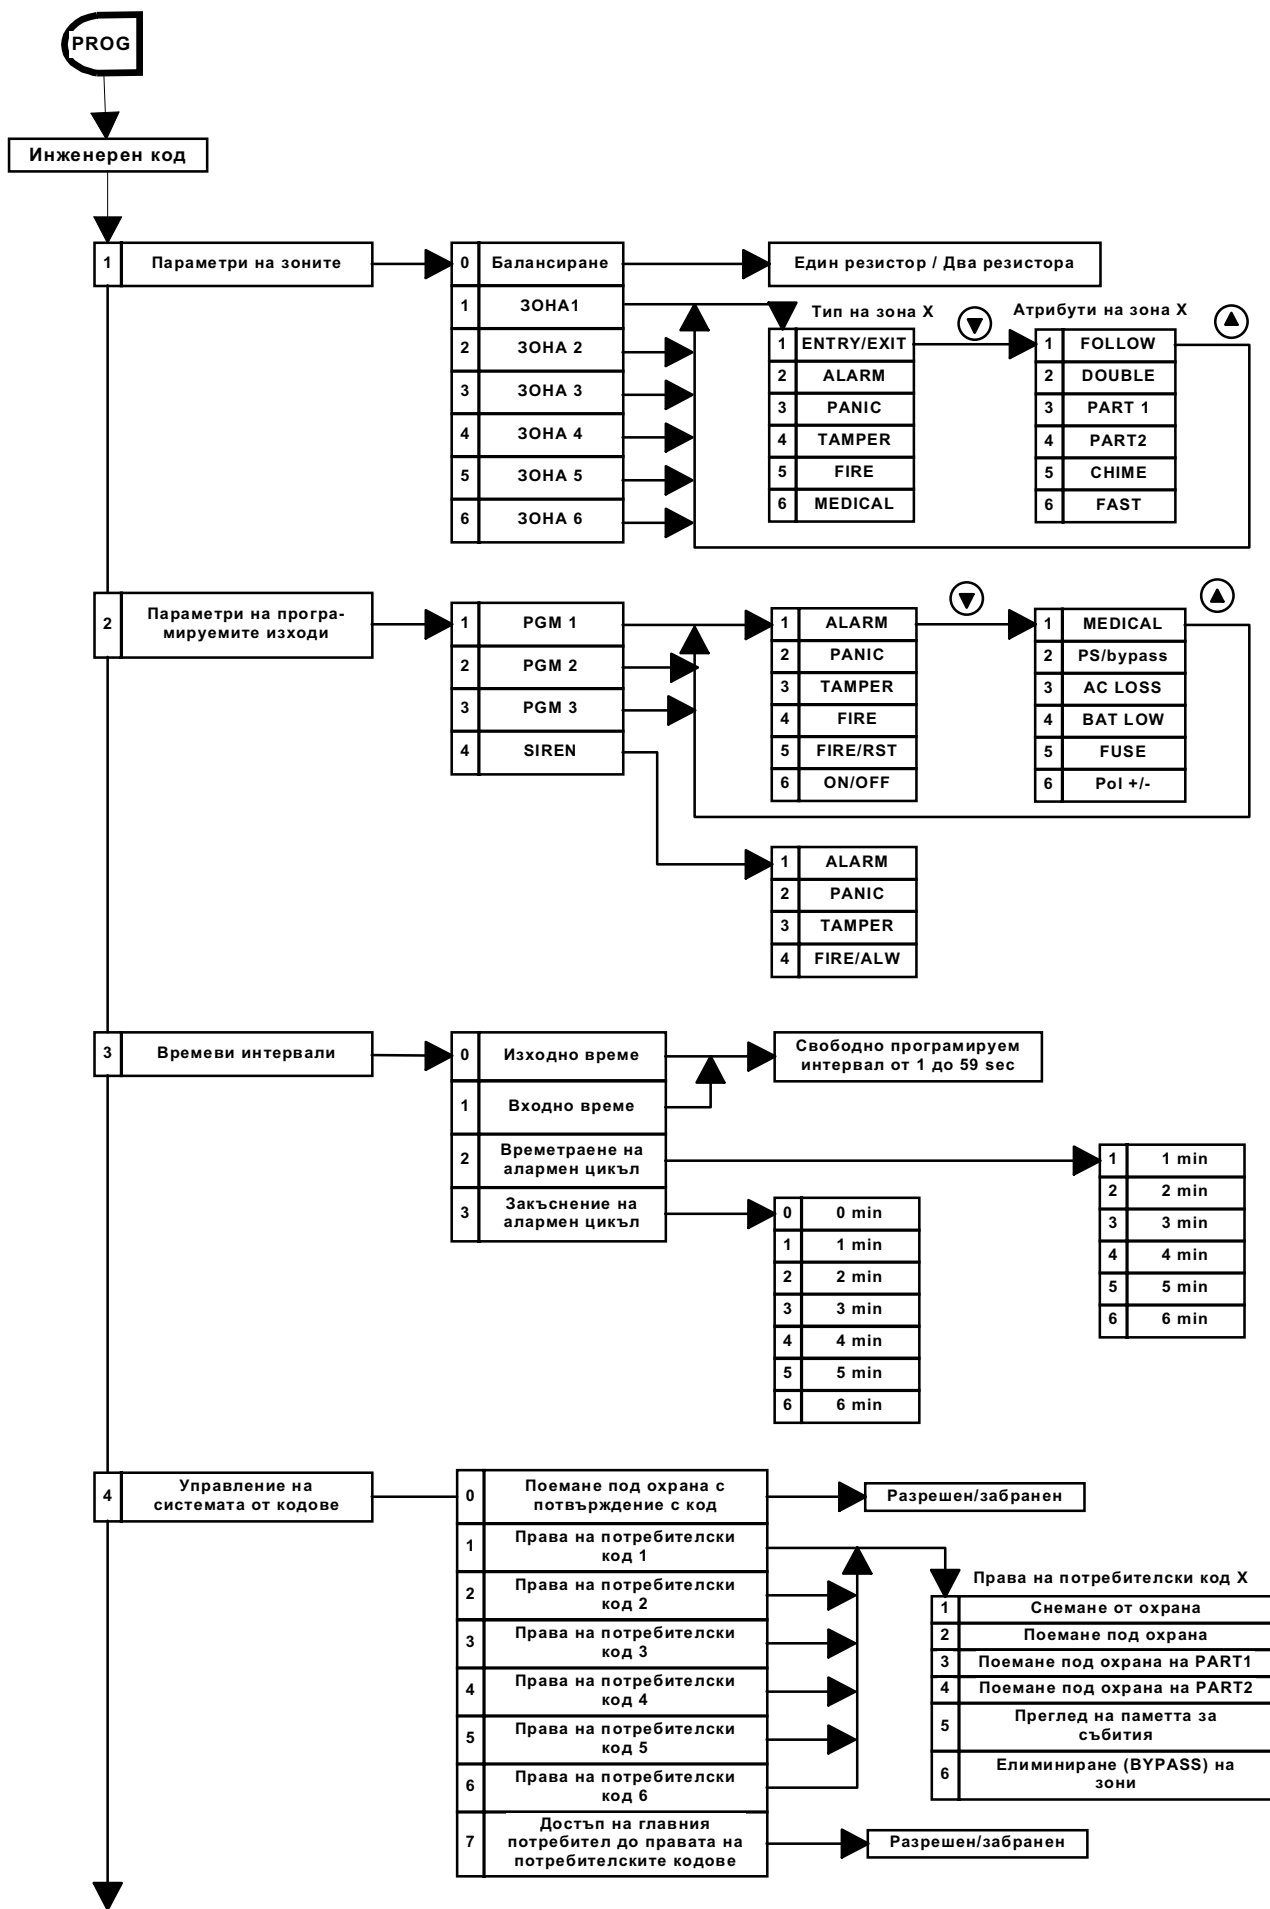 PROG
Инженерен код
1 Параметри на зоните
0 Балансиране
Един резистор / Два резистора
1 ЗОНА1
2 ЗОНА 2
3 ЗОНА 3
4 ЗОНА 4
5 ЗОНА 5
6 ЗОНА 6
Тип на зона X
1 ENTRY/EXIT
2 ALARM
3 PANIC
4 TAMPER
5 FIRE
6 MEDICAL
Атрибути на зона X
1 FOLLOW
2 DOUBLE
3 PART 1
4 PART2
5 CHIME
6 FAST
2 Параметри на програ-
мируемите изходи
1 PGM 1
2 PGM 2
3 PGM 3
4 SIREN
1 ALARM
2 PANIC
3 TAMPER
4 FIRE
5 FIRE/RST
6 ON/OFF
1 MEDICAL
2 PS/bypass
3 AC LOSS
4 BAT LOW
5 FUSE
6 Pol +/-
1 ALARM
2 PANIC
3 TAMPER
4 FIRE/ALW
3 Времеви интервали
0 Изходно време
1 Входно време
2 Времетраене на
алармен цикъл
3 Закъснение на
алармен цикъл
Свободно програмируем
интервал от 1 до 59 sec
1 1 min
2 2 min
3 3 min
4 4 min
5 5 min
6 6 min
0 0 min
1 1 min
2 2 min
3 3 min
4 4 min
5 5 min
6 6 min
4 Управление на
системата от кодове
0 Поемане под охрана с
потвърждение с код
Разрешен/забранен
1 Права на потребителски
код 1
2 Права на потребителски
код 2
3 Права на потребителски
код 3
4 Права на потребителски
код 4
5 Права на потребителски
код 5
6 Права на потребителски
код 6
7 Достъп на главния
потребител до правата на
потребителските кодове
Разрешен/забранен
Права на потребителски код X
1 Снемане от охрана
2 Поемане под охрана
3 Поемане под охрана на PART1
4 Поемане под охрана на PART2
5 Преглед на паметта за
събития
6 Елиминиране (BYPASS) на
зони